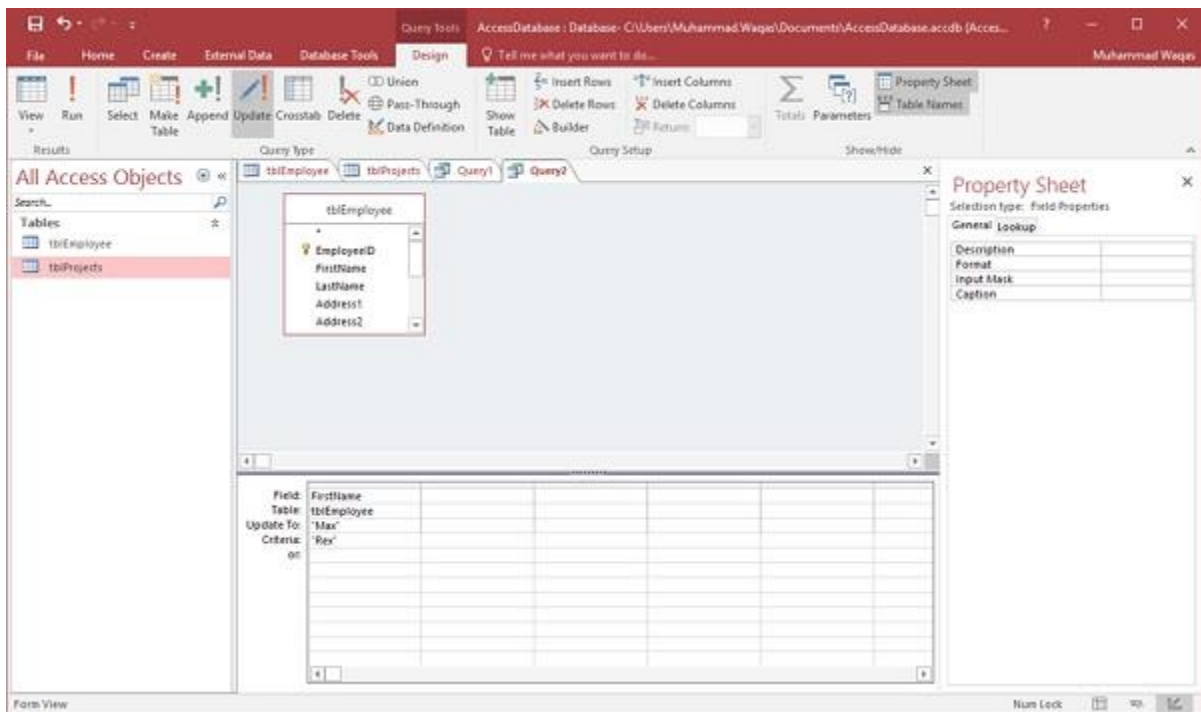 Query Tools AccessDatabase : Database- C:\Users\Muhammad.Waqas\Documents\AccessDatabase.accdb (Acces... ?
File Home Create External Data Database Tools Design Tell me what you want to do... Muhammad Waqas
View Run Select Make Table Append Update Crosstab Delete
Union
Pass-Through
Data Definition
Show Table
Insert Rows
Delete Rows
Builder
Insert Columns
Delete Columns
Return:
Totals Parameters
Property Sheet
Table Names
Results Query Type Query Setup Show/Hide
All Access Objects
Search...
Tables
tblEmployee
tblProjects
tblEmployee tblProjects Query1 Query2
tblEmployee
*
EmployeeID
FirstName
LastName
Address1
Address2
Field: FirstName
Table: tblEmployee
Update To: "Max"
Criteria: "Rex"
or:
Property Sheet
Selection type: Field Properties
General Lookup
Description
Format
Input Mask
Caption
Form View Num Lock SQL